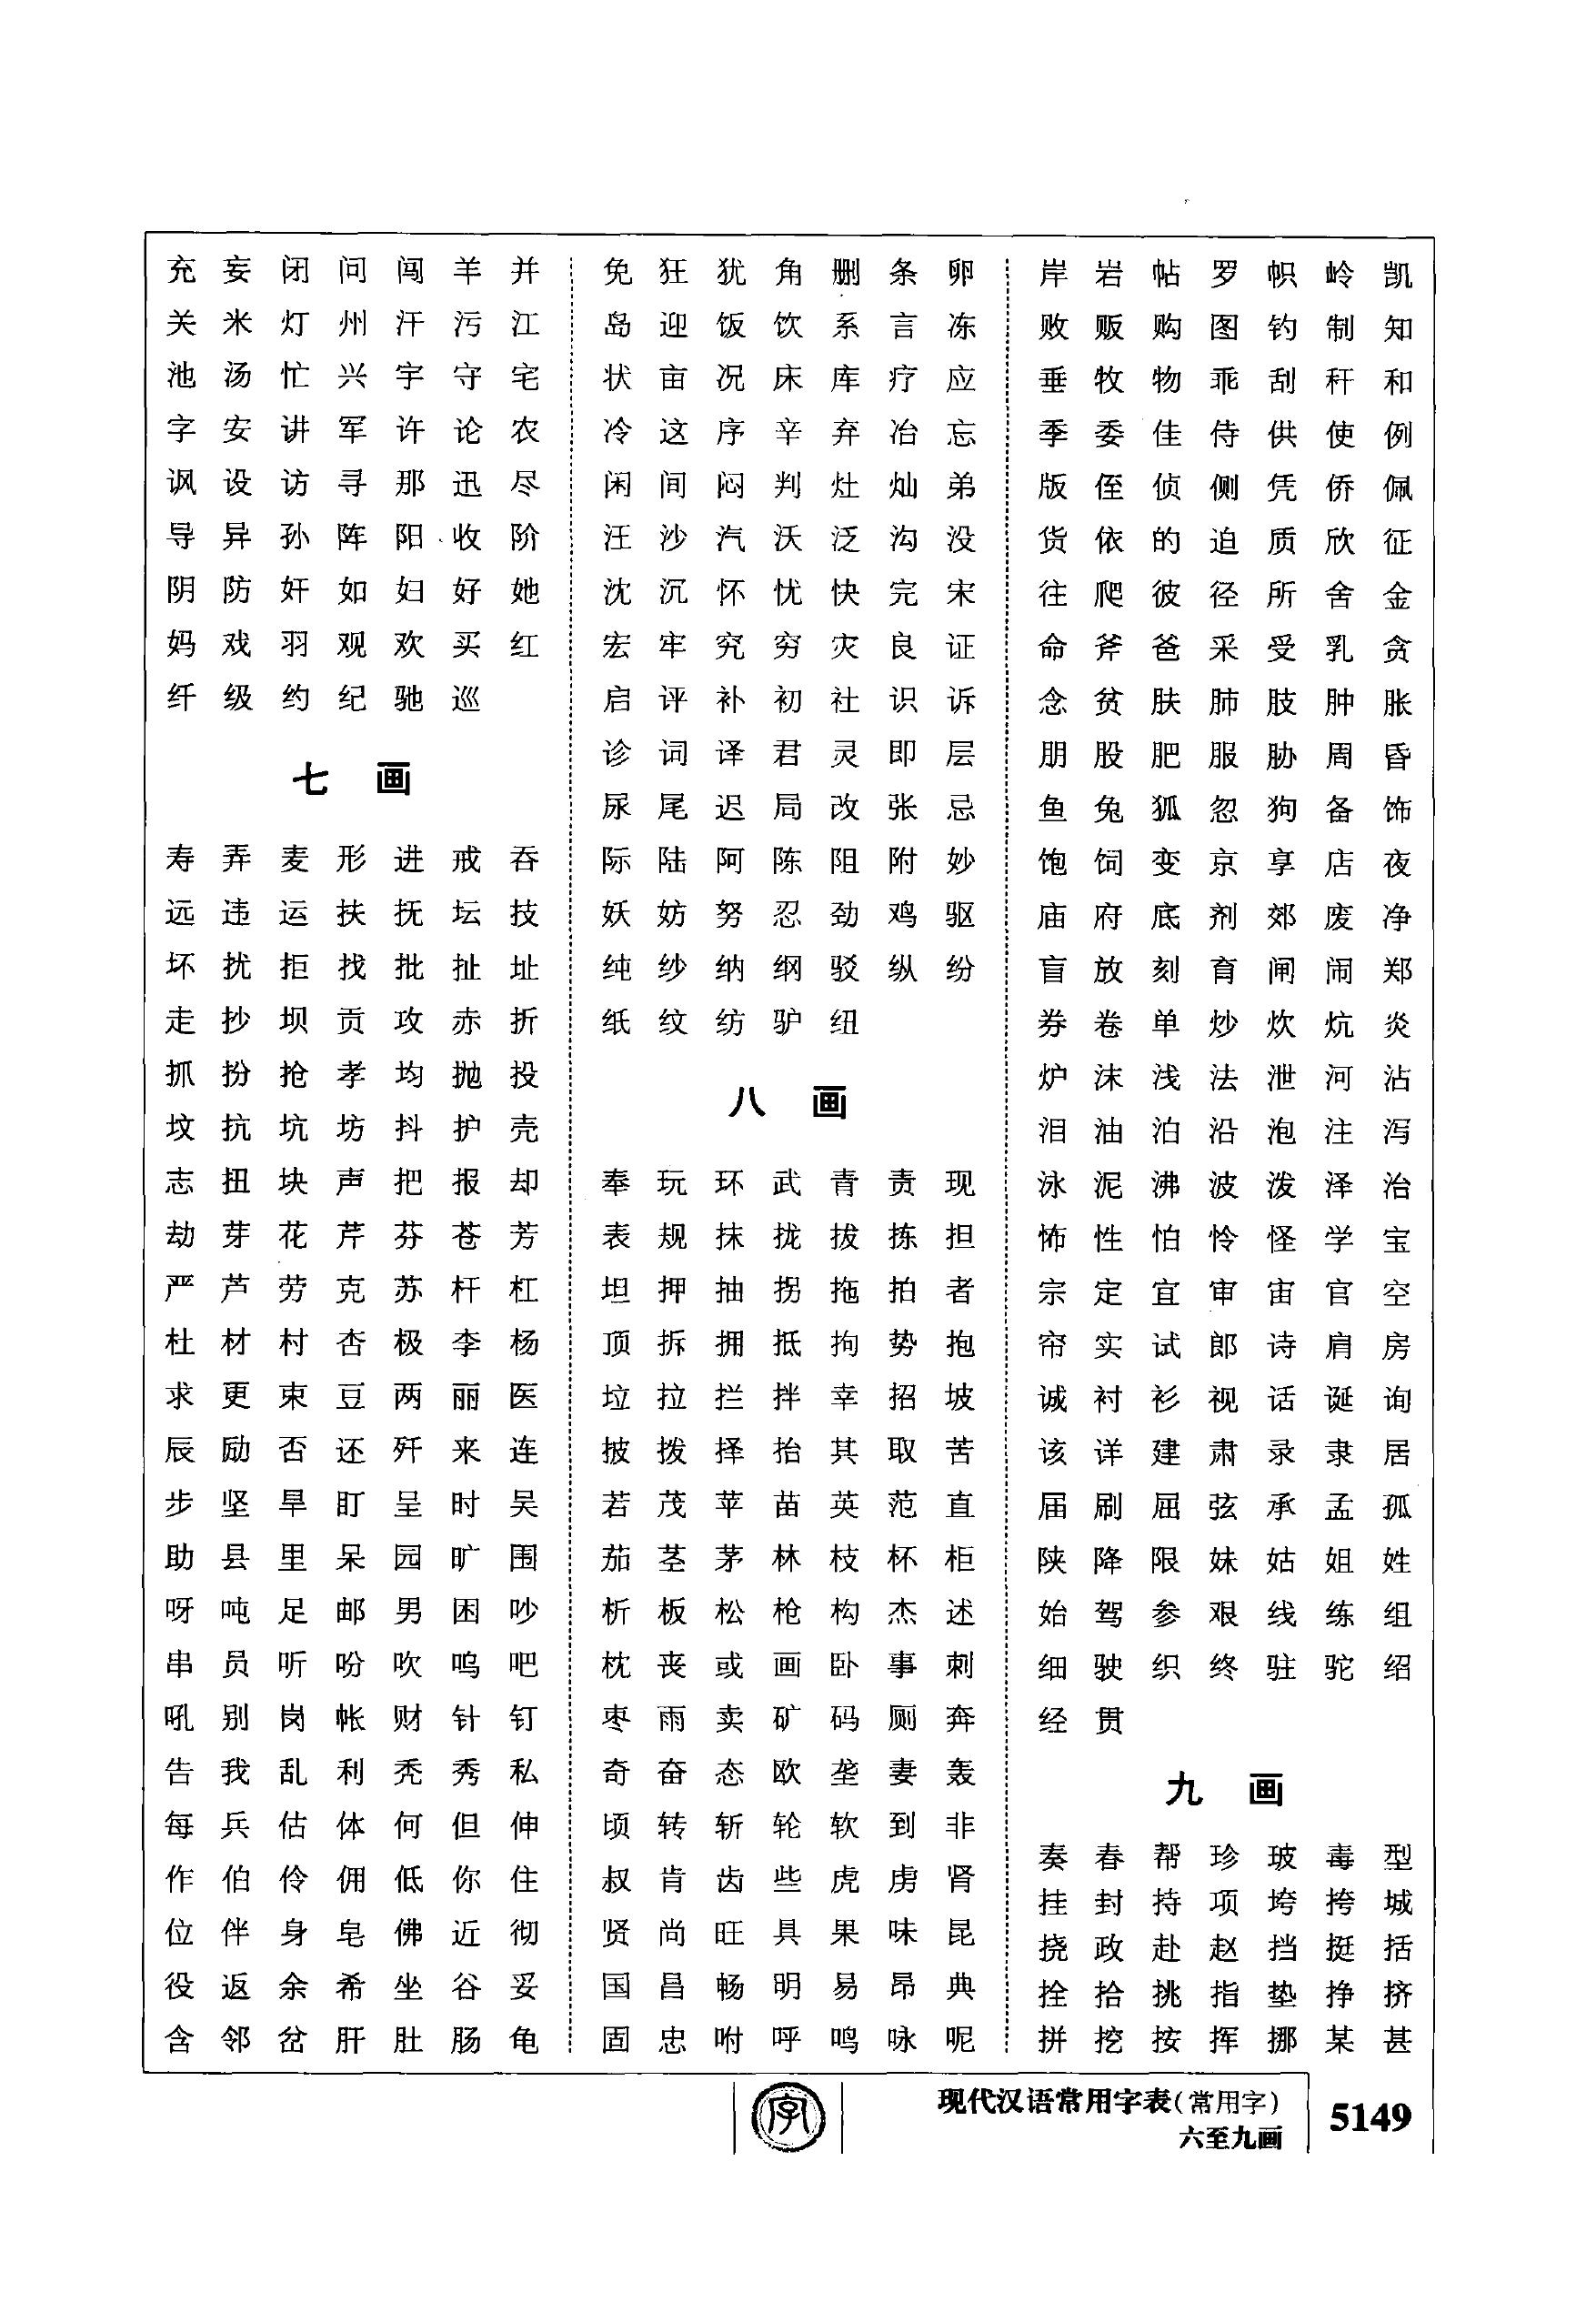 充妄闭问闯羊并
关米灯州汗污江
池汤忙兴宇守宅
字安讲军许论农
讽设访寻那迅尽
导异孙阵阳收阶
阴防奸如妇好她
妈戏羽观欢买红
纤级约纪驰巡
七画
寿弄麦形进戒吞
远违运扶抚坛技
坏扰拒找批扯址
走抄坝贡攻赤折
抓扮抢孝均抛投
坟抗坑坊抖护壳
志扭块声把报却
劫芽花芹芬苍芳
严芦劳克苏杆杠
杜材村杏极李杨
求更束豆两丽医
辰励否还歼来连
步坚旱盯呈时吴
助县里呆园旷围
呀吨足邮男困吵
串员听吩吹呜吧
吼别岗帐财针钉
告我乱利秃秀私
每兵估体何但伸
作伯伶佣低你住
位伴身皂佛近彻
役返余希坐谷妥
含邻岔肝肚肠龟
免狂犹角删条卵
岛迎饭饮系言冻
状亩况床库疗应
冷这序辛弃冶忘
闲间闷判灶灿弟
汪沙汽沃泛沟没
沈沉怀忧快完宋
宏牢究穷灾良证
启评补初社识诉
诊词译君灵即层
尿尾迟局改张忌
际陆阿陈阻附妙
妖妨努忍劲鸡驱
纯纱纳纲驳纵纷
纸纹纺驴纽
八画
奉玩环武青责现
表规抹拢拔拣担
坦押抽拐拖拍者
顶拆拥抵拘势抱
垃拉拦拌幸招坡
披拨择抬其取苦
若茂苹苗英范直
茄茎茅林枝杯柜
析板松枪构杰述
枕丧或画卧事刺
枣雨卖矿码厕奔
奇奋态欧垄妻轰
顷转斩轮软到非
叔肯齿些虎虏肾
贤尚旺具果味昆
国昌畅明易昂典
固忠咐呼鸣咏呢
岸岩帖罗帜岭凯
败贩购图钓制知
垂牧物乖刮秆和
季委佳侍供使例
版侄侦侧凭侨佩
货依的迫质欣征
往爬彼径所舍金
命斧爸采受乳贪
念贫肤肺肢肿胀
朋股肥服胁周昏
鱼兔狐忽狗备饰
饱饲变京享店夜
庙府底剂郊废净
盲放刻育闸闹郑
券卷单炒炊炕炎
炉沫浅法泄河沾
泪油泊沿泡注泻
泳泥沸波泼泽治
怖性怕怜怪学宝
宗定宜审宙官空
帘实试郎诗肩房
诚衬衫视话诞询
该详建肃录隶居
届刷屈弦承孟孤
陕降限妹姑姐姓
始驾参艰线练组
细驶织终驻驼绍
经贯
九画
奏春帮珍玻毒型
挂封持项垮挎城
挠政赴赵挡挺括
拴拾挑指垫挣挤
拼挖按挥挪某甚
字
现代汉语常用字表(常用字)
六至九画
5149